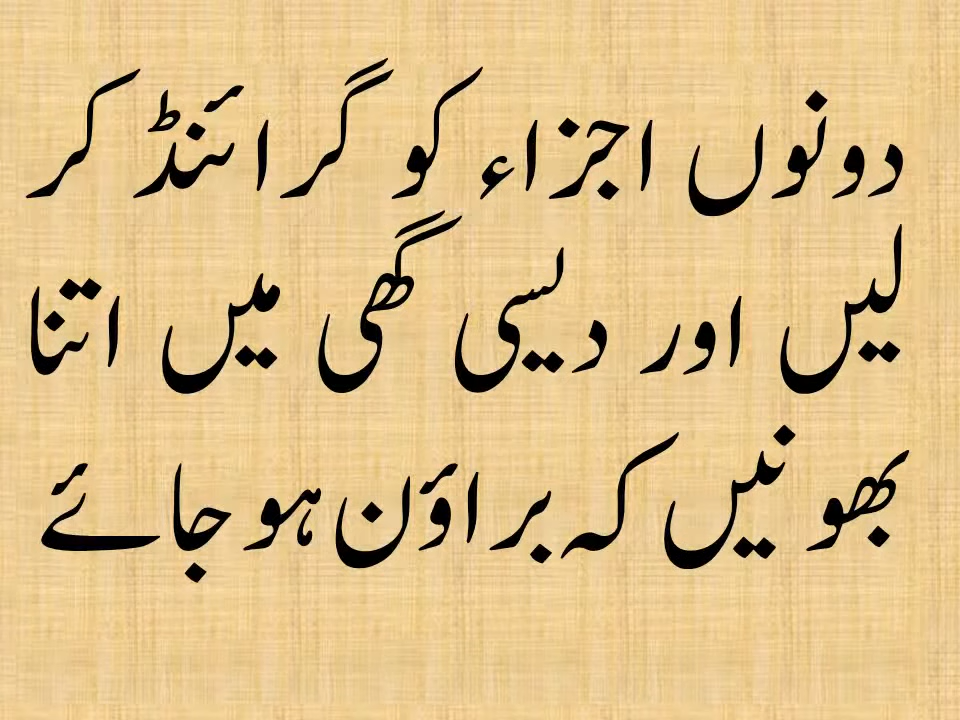 دونوں اجزاء کو گرائنڈ کر
لیں اور دیسی گھی میں اتنا
بھونیں کہ براؤن ہو جائے